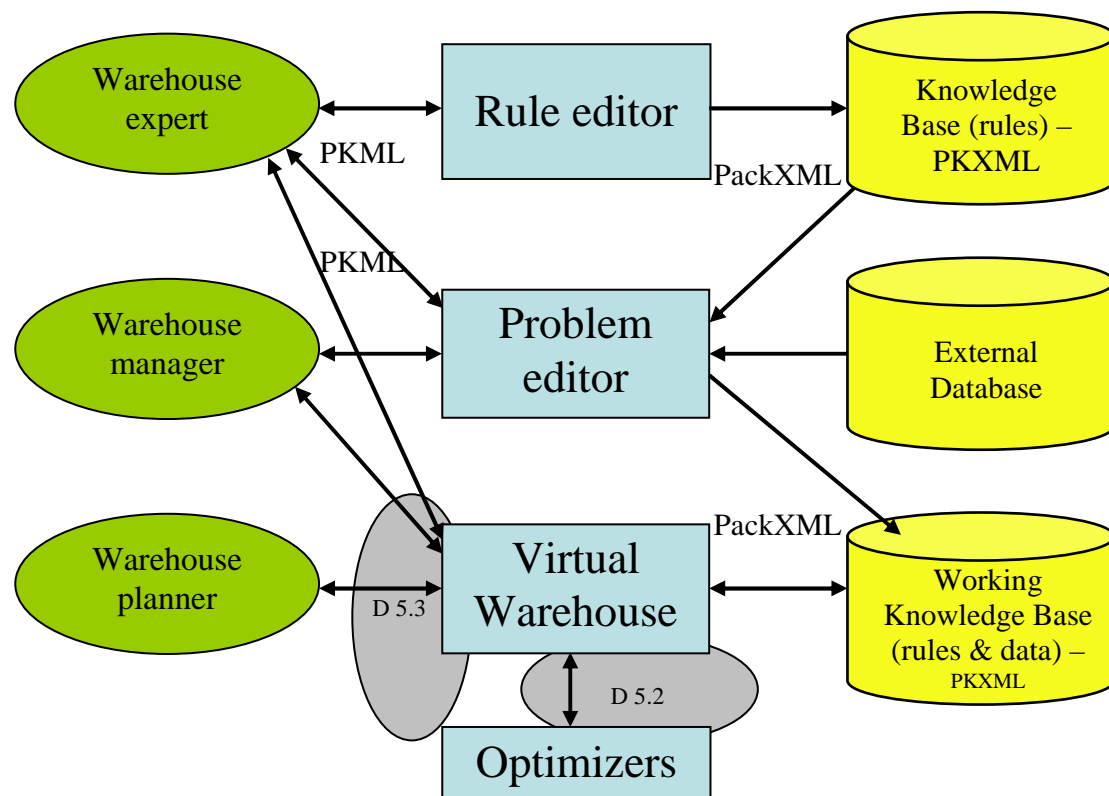 Warehouse
expert
Rule editor
Knowledge
Base (rules) –
PKXML
PKML
PackXML
PKML
Warehouse
manager
Problem
editor
External
Database
Warehouse
planner
D 5.3
Virtual
Warehouse
PackXML
Working
Knowledge Base
(rules & data) –
PKXML
D 5.2
Optimizers